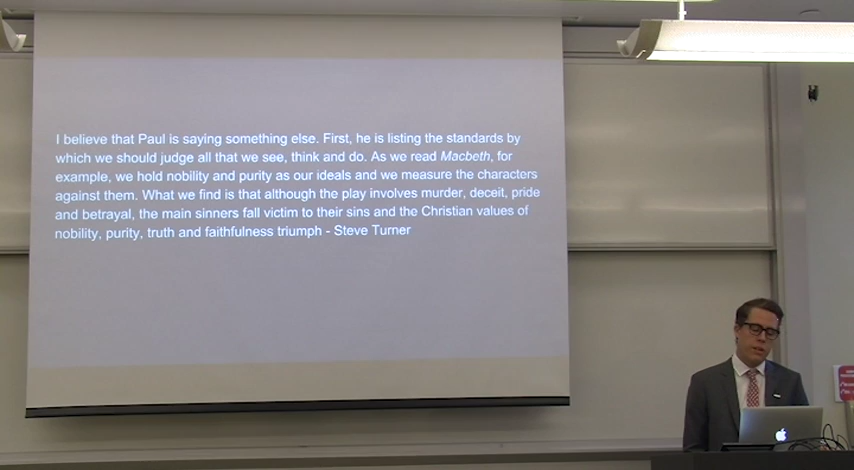 I believe that Paul is saying something else. First, he is listing the standards by
which we should judge all that we see, think and do. As we read Macbeth, for
example, we hold nobility and purity as our ideals and we measure the characters
against them. What we find is that although the play involves murder, deceit, pride
and betrayal, the main sinners fall victim to their sins and the Christian values of
nobility, purity, truth and faithfulness triumph - Steve Turner